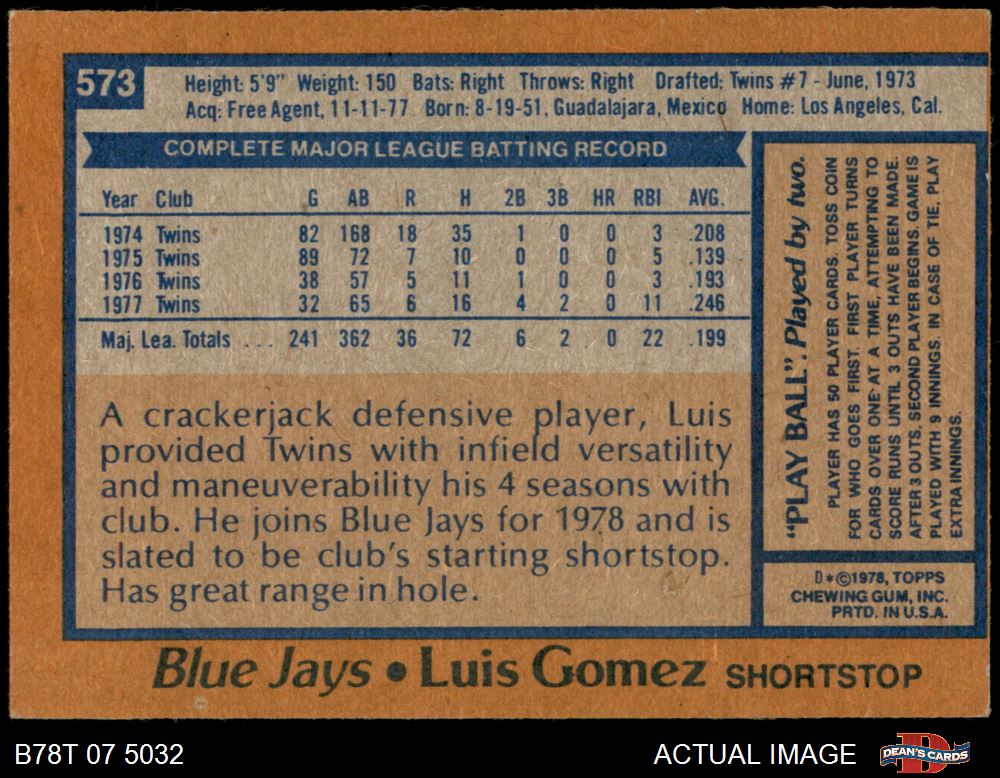 573
Height: 5'9" Weight: 150 Bats: Right Throws: Right Drafted: Twins #7 - June, 1973
Acq: Free Agent, 11-11-77 Born: 8-19-51, Guadalajara, Mexico Home: Los Angeles, Cal.
COMPLETE MAJOR LEAGUE BATTING RECORD
Year Club G AB R H 2B 3B HR RBI AVG.
1974 Twins 82 168 18 35 1 0 0 3 .208
1975 Twins 89 72 7 10 0 0 0 5 .139
1976 Twins 38 57 5 11 1 0 0 3 .193
1977 Twins 32 65 6 16 4 2 0 11 .246
Maj. Lea. Totals ... 241 362 36 72 6 2 0 22 .199
A crackerjack defensive player, Luis
provided Twins with infield versatility
and maneuverability his 4 seasons with
club. He joins Blue Jays for 1978 and is
slated to be club's starting shortstop.
Has great range in hole.
"PLAY BALL". Played by two.
PLAYER HAS 50 PLAYER CARDS. TOSS COIN
FOR WHO GOES FIRST. FIRST PLAYER TURNS
CARDS OVER ONE AT A TIME, ATTEMPTING TO
SCORE RUNS UNTIL 3 OUTS HAVE BEEN MADE.
AFTER 3 OUTS, SECOND PLAYER BEGINS. GAME IS
PLAYED WITH 9 INNINGS. IN CASE OF TIE, PLAY
EXTRA INNINGS.
D*©1978, TOPPS
CHEWING GUM, INC.
PRTD. IN U.S.A.
Blue Jays • Luis Gomez SHORTSTOP
B78T 07 5032
ACTUAL IMAGE
DEAN'S CARDS